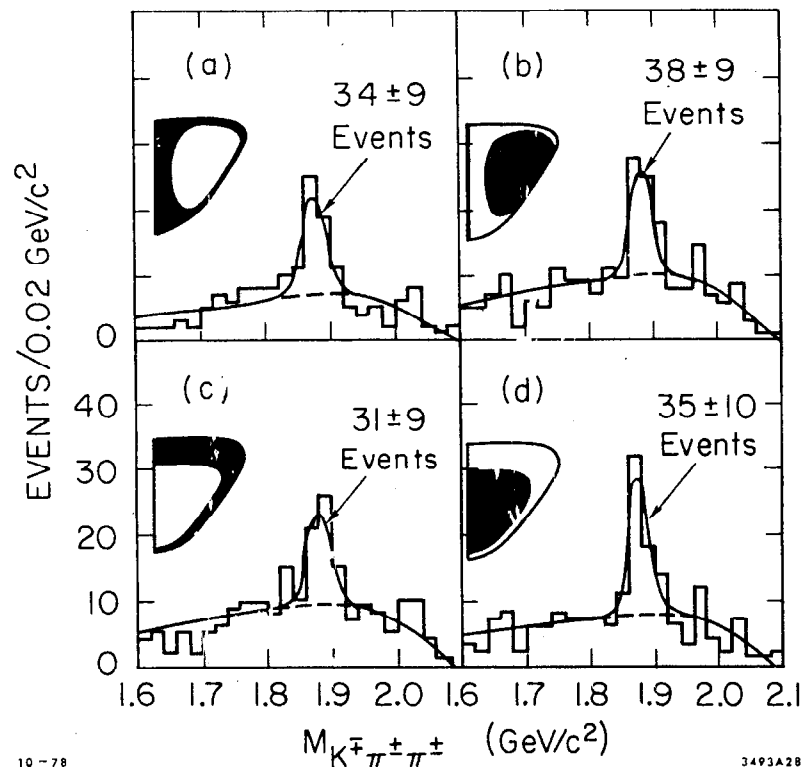 (a)
34 ± 9
Events
(b)
38 ± 9
Events
EVENTS/0.02 GeV/c²
0
(c)
31 ± 9
Events
(d)
35 ± 10
Events
40
30
20
10
0
1.6 1.7 1.8 1.9 2.0 1.6 1.7 1.8 1.9 2.0 2.1
M K∓π±π± (GeV/c²)
10-78
3493A28